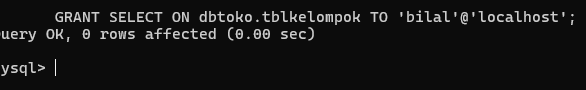 GRANT SELECT ON dbtoko.tblkelompok TO 'bilal'@'localhost';
uery OK, 0 rows affected (0.00 sec)
ysql>